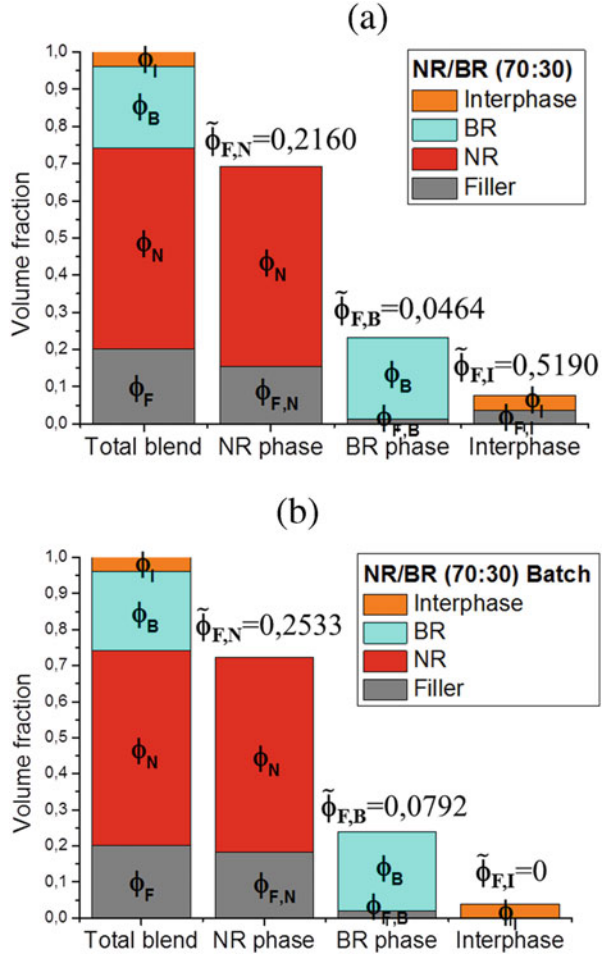 (a)
1,0
0,9
0,8
0,7
0,6
0,5
0,4
0,3
0,2
0,1
0,0
Volume fraction
ϕI
ϕB
ϕN
ϕF
ϕ̃F,N=0,2160
ϕN
ϕF,N
ϕ̃F,B=0,0464
ϕB
ϕF,B
ϕ̃F,I=0,5190
ϕI
ϕF,I
NR/BR (70:30)
Interphase
BR
NR
Filler
Total blend NR phase BR phase Interphase
(b)
1,0
0,9
0,8
0,7
0,6
0,5
0,4
0,3
0,2
0,1
0,0
Volume fraction
ϕI
ϕB
ϕN
ϕF
ϕ̃F,N=0,2533
ϕN
ϕF,N
ϕ̃F,B=0,0792
ϕB
ϕF,B
ϕ̃F,I=0
ϕI
NR/BR (70:30) Batch
Interphase
BR
NR
Filler
Total blend NR phase BR phase Interphase